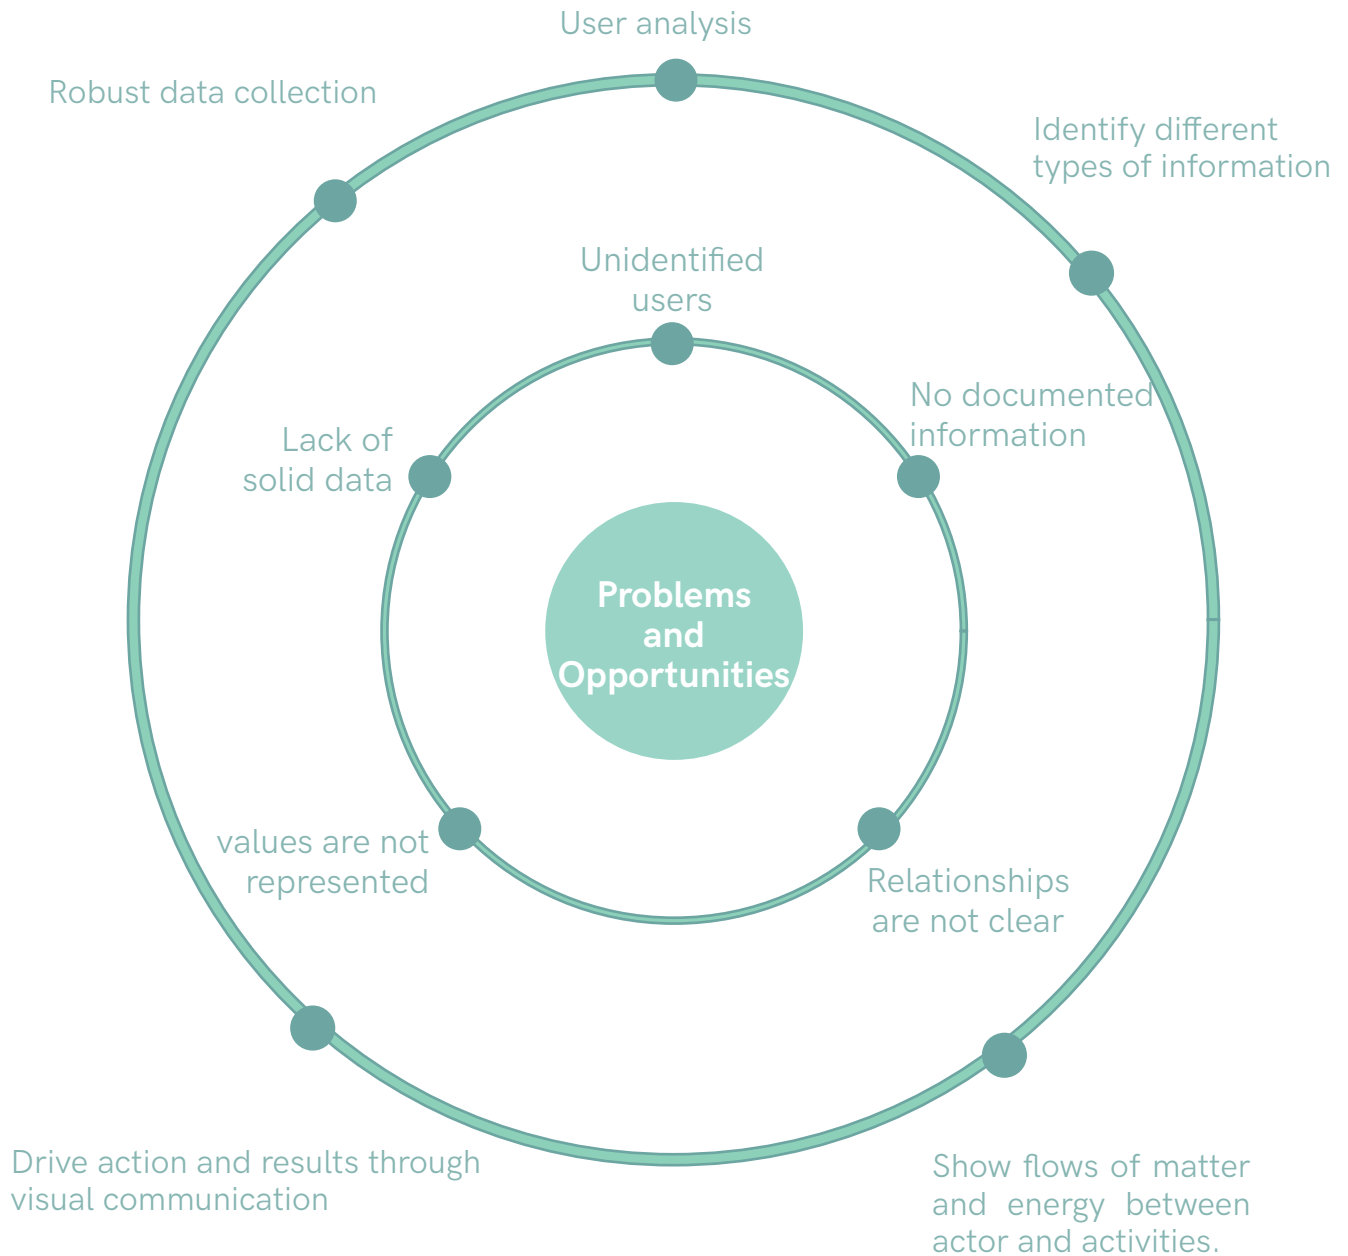 User analysis
Robust data collection
Identify different
types of information
Unidentified
users
No documented
information
Lack of
solid data
Problems
and
Opportunities
values are not
represented
Relationships
are not clear
Drive action and results through
visual communication
Show flows of matter
and energy between
actor and activities.